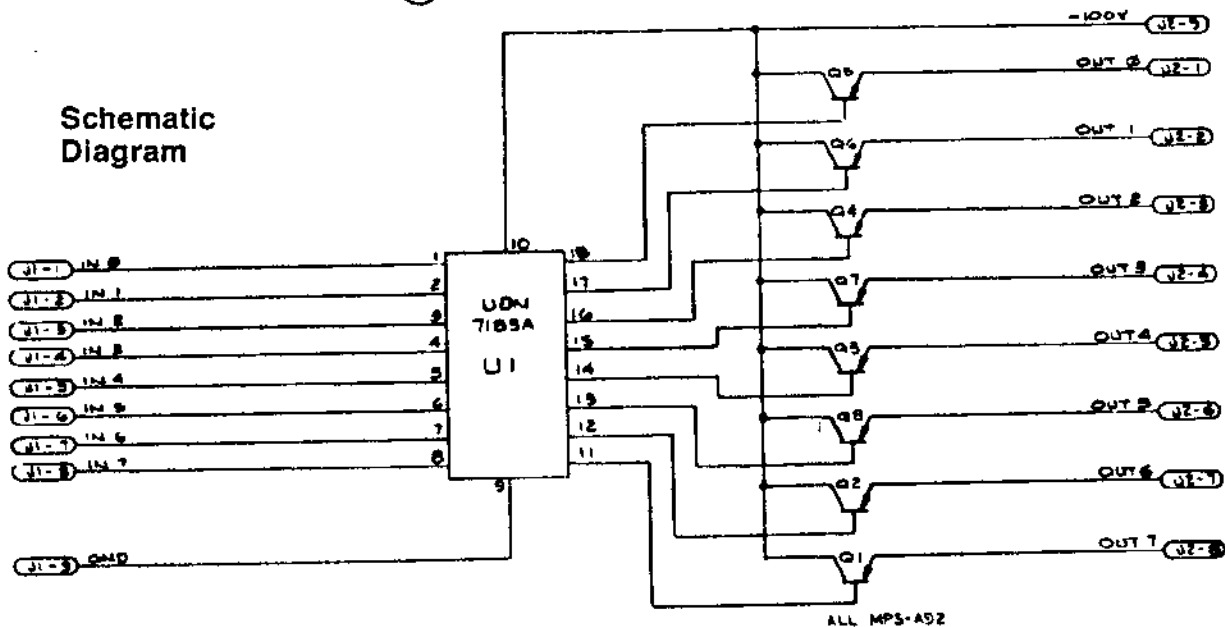 -100V J2-9
OUT 0 J2-1
Q5
Schematic
Diagram
OUT 1 J2-2
Q6
OUT 2 J2-3
Q4
10
J1-1 IN 0 1 18
OUT 3 J2-4
Q7
J1-2 IN 1 2 17
UDN
7183A
U1
J1-3 IN 2 3 16
J1-4 IN 3 4 15
OUT 4 J2-5
J1-5 IN 4 5 14
J1-6 IN 5 6 13
OUT 5 J2-6
Q8
J1-7 IN 6 7 12
J1-8 IN 7 8 11
9
OUT 6 J2-7
Q2
J1-9 GND
OUT 7 J2-8
Q1
ALL MPS-A92